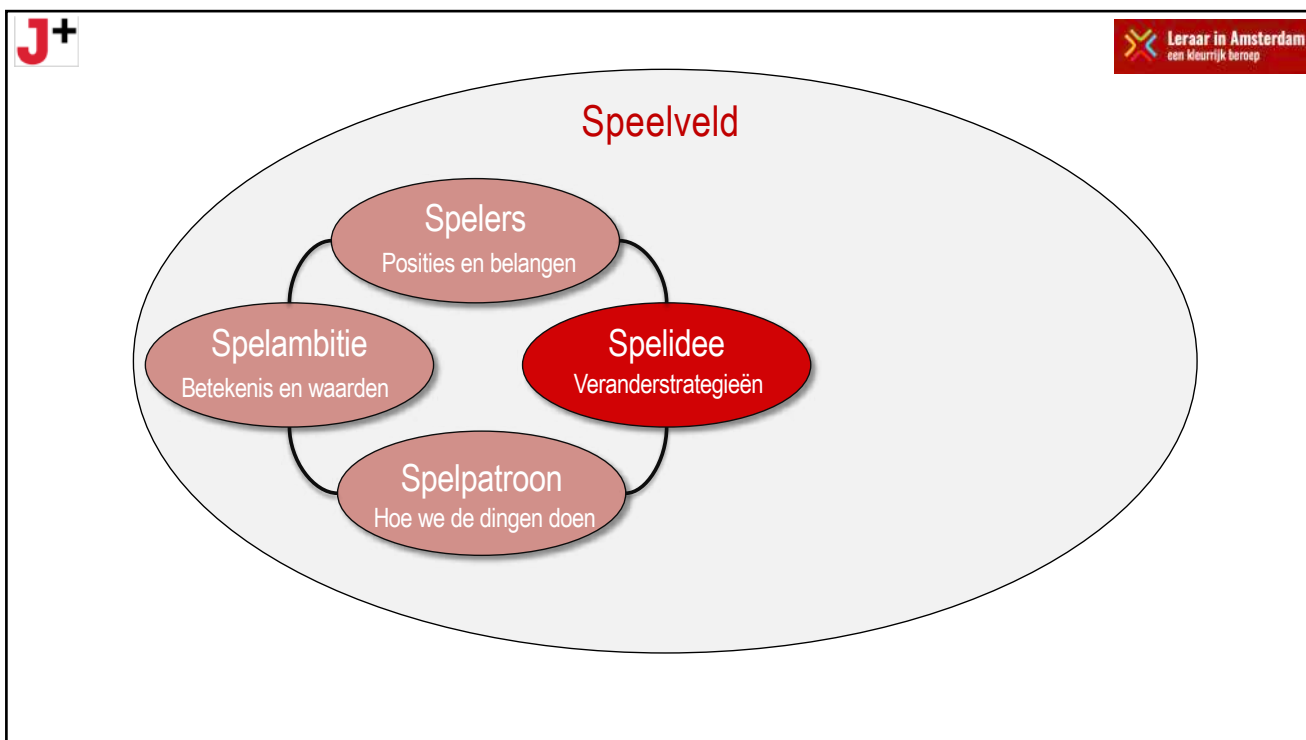 J+
Leraar in Amsterdam
een kleurrijk beroep
Speelveld
Spelers
Posities en belangen
Spelambitie
Betekenis en waarden
Spelidee
Veranderstrategieën
Spelpatroon
Hoe we de dingen doen